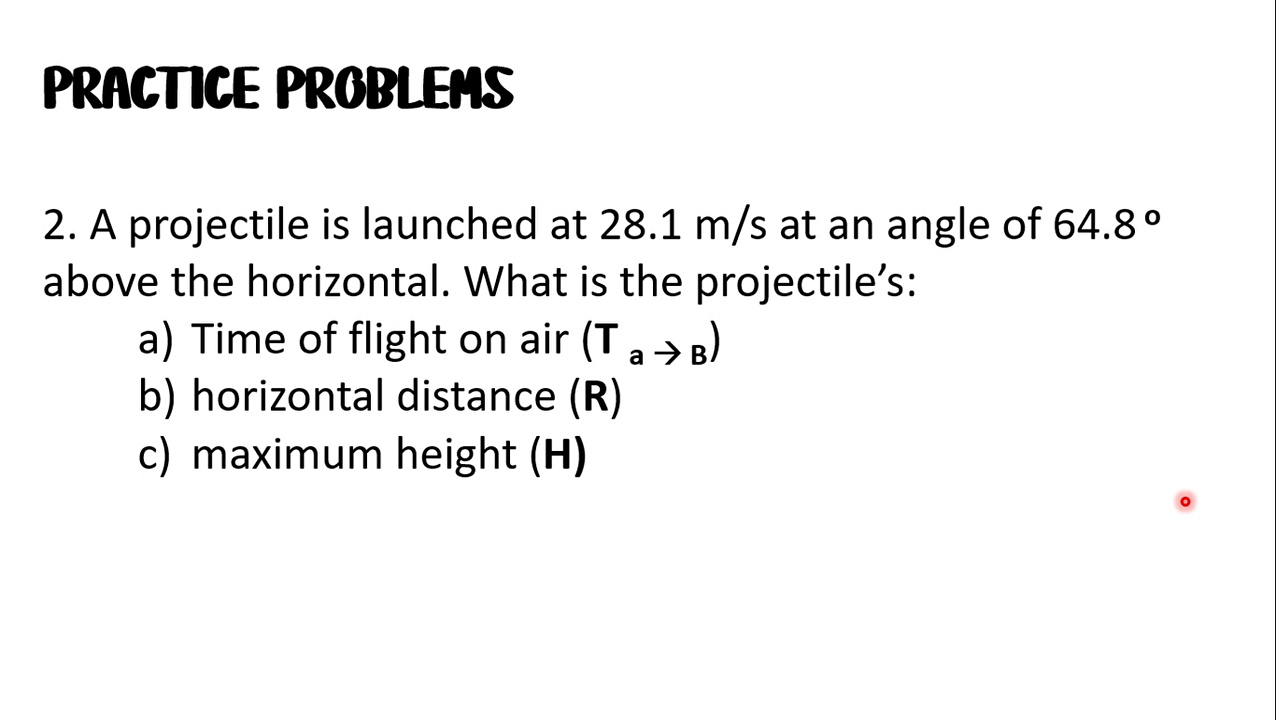 PRACTICE PROBLEMS
2. A projectile is launched at 28.1 m/s at an angle of 64.8º
above the horizontal. What is the projectile’s:
a) Time of flight on air (T a → B)
b) horizontal distance (R)
c) maximum height (H)